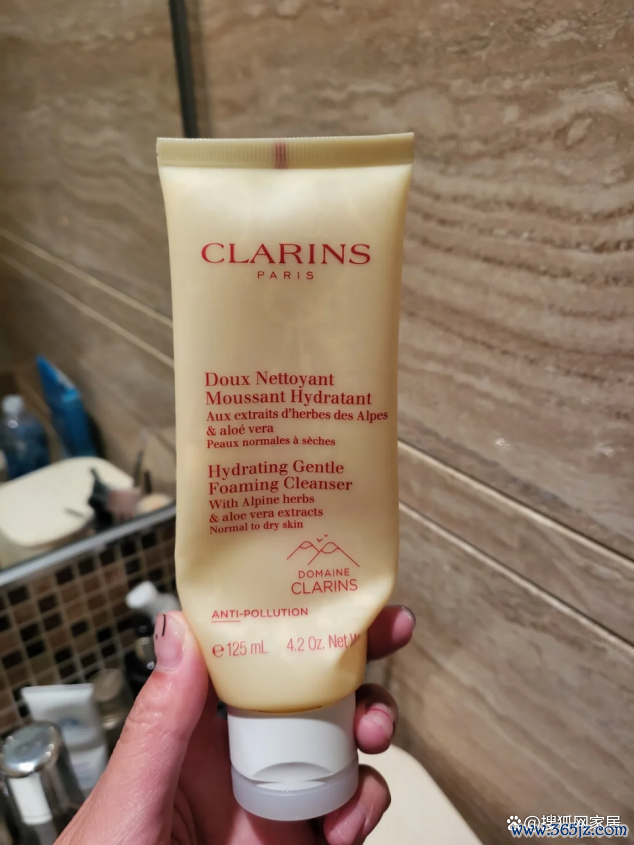 CLARINS
PARIS
Doux Nettoyant
Moussant Hydratant
Aux extraits d'herbes des Alpes
& aloé vera
Peaux normales à sèches
Hydrating Gentle
Foaming Cleanser
With Alpine herbs
& aloe vera extracts
Normal to dry skin
DOMAINE
CLARINS
ANTI-POLLUTION
℮ 125 mL 4.2 Oz. Net
@搜狐网家居
www.365jz.com